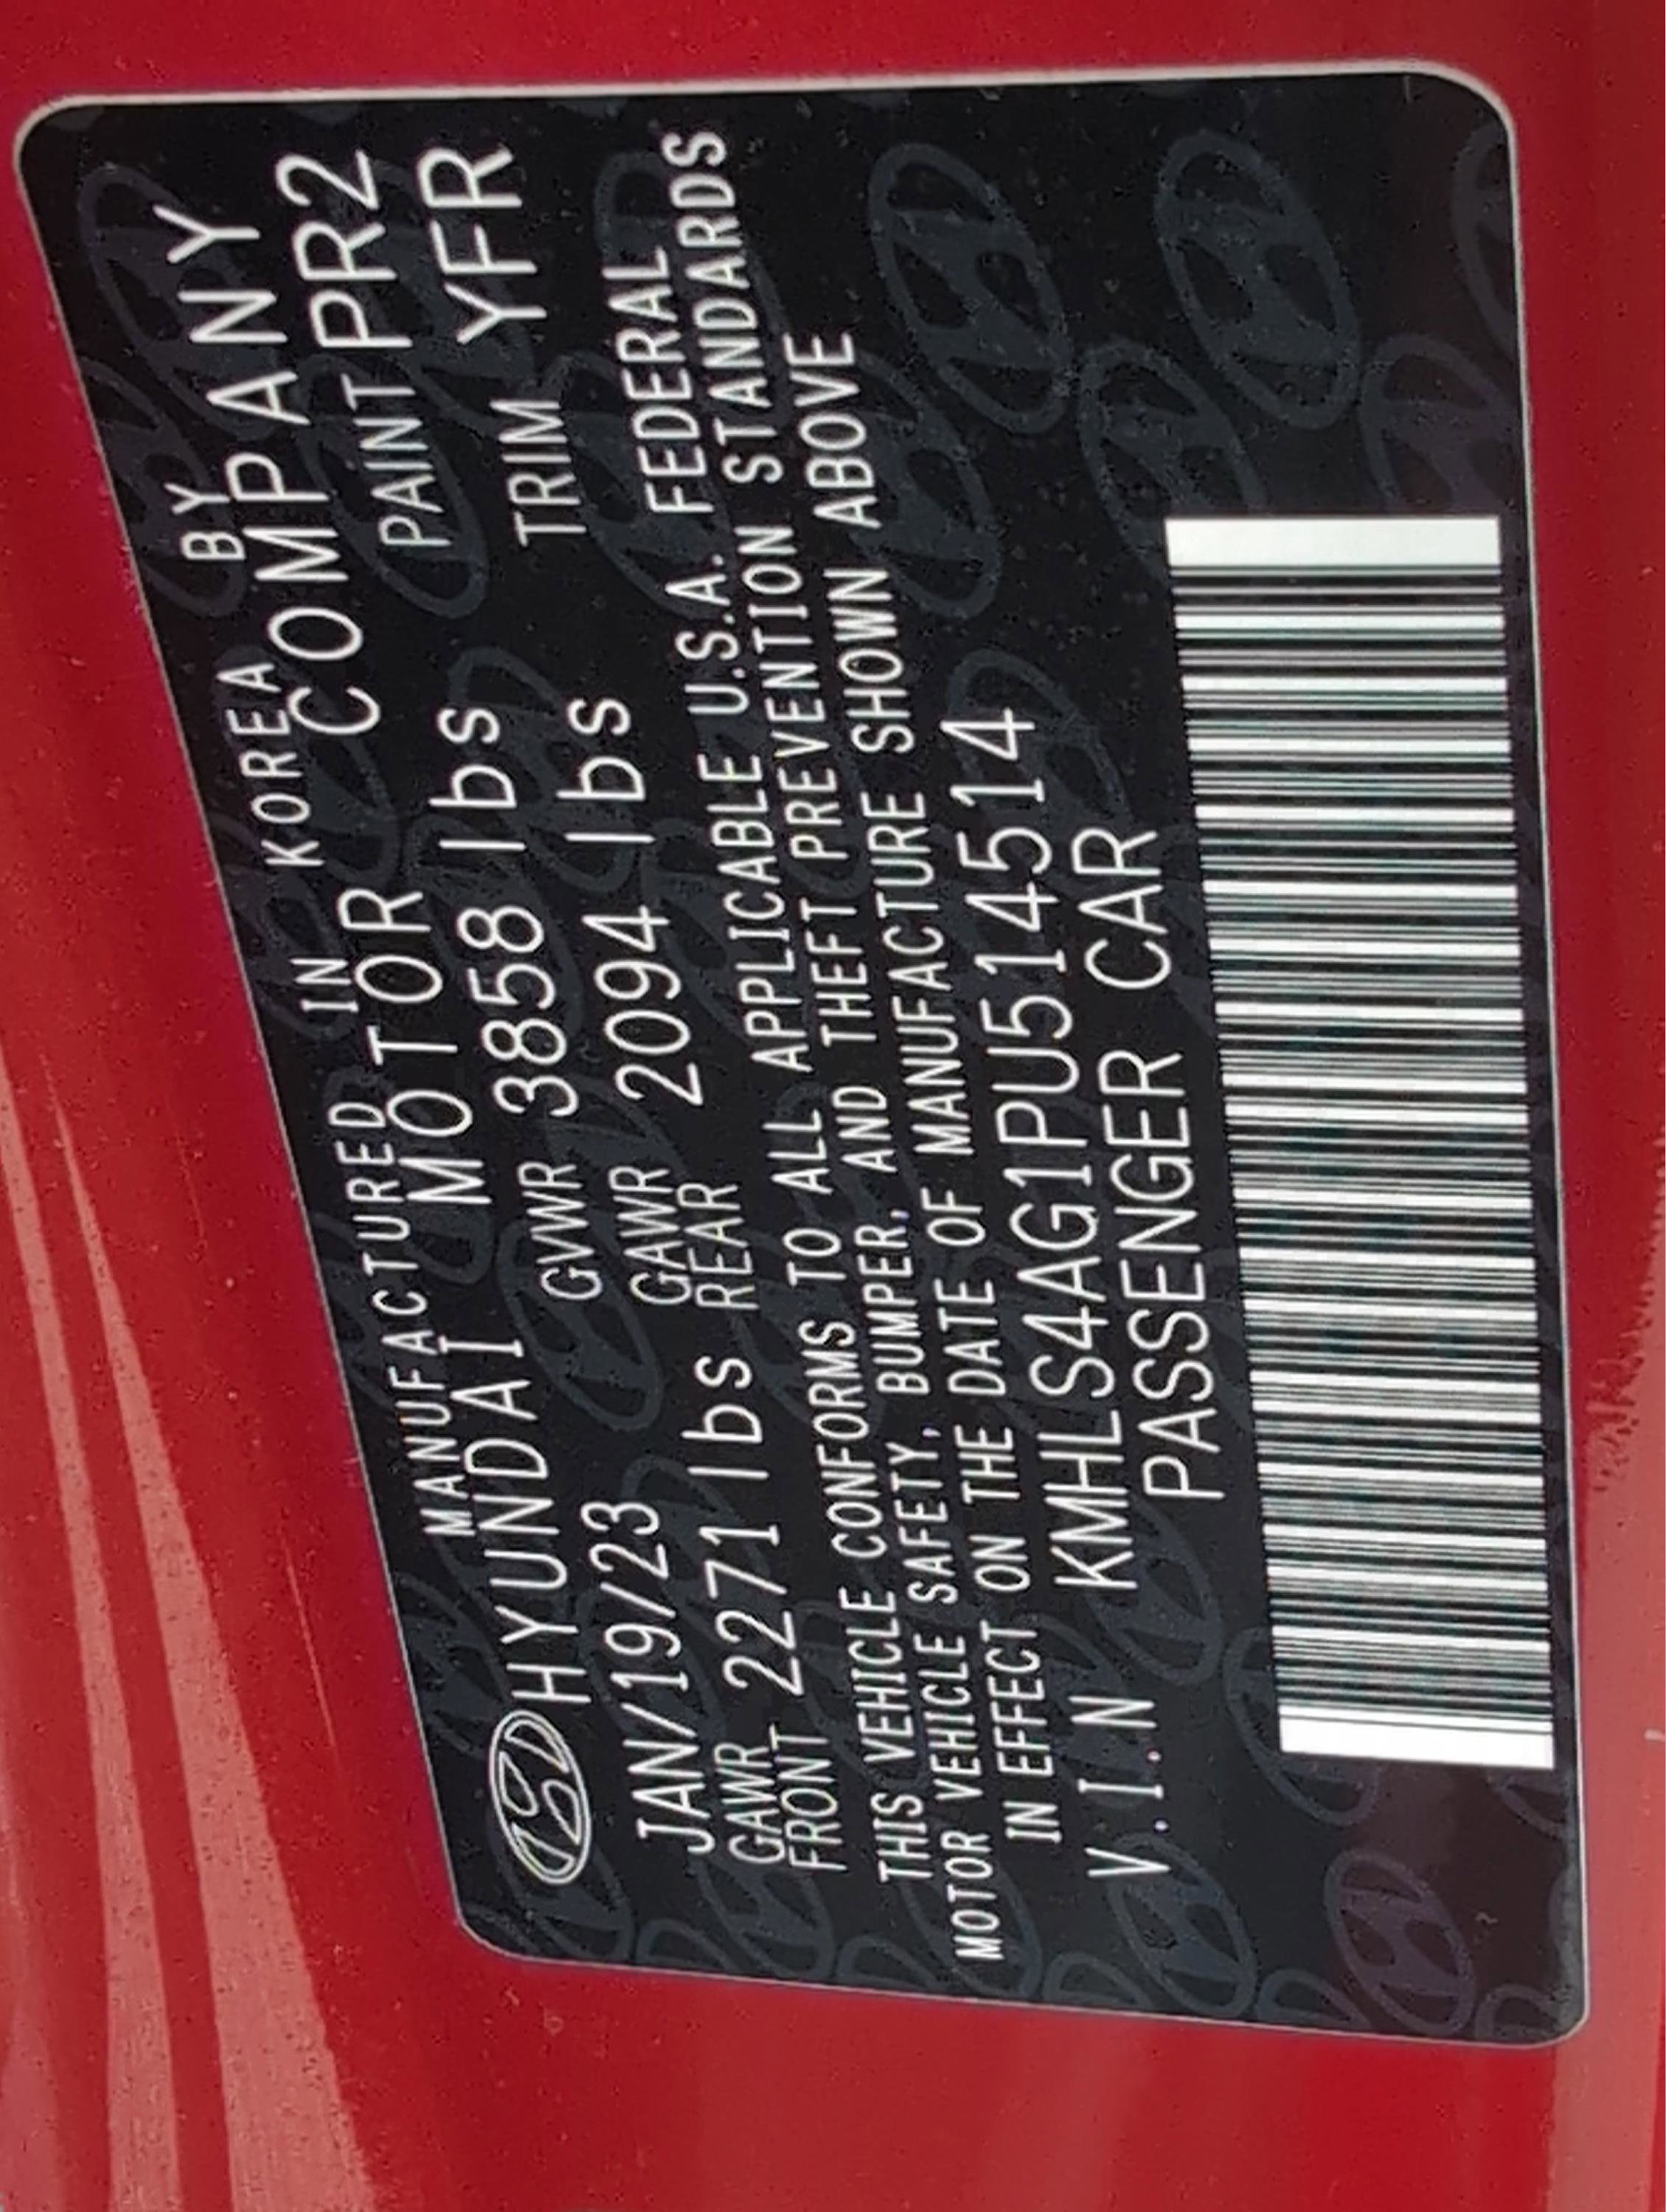 MANUFACTURED IN KOREA BY
HYUNDAI MOTOR COMPANY
JAN/19/23 GVWR 3858 lbs PAINT PR2
GAWR FRONT 2271 lbs GAWR REAR 2094 lbs TRIM YFR
THIS VEHICLE CONFORMS TO ALL APPLICABLE U.S.A. FEDERAL
MOTOR VEHICLE SAFETY, BUMPER, AND THEFT PREVENTION STANDARDS
IN EFFECT ON THE DATE OF MANUFACTURE SHOWN ABOVE
V.I.N KMHLS4AG1PU514514
PASSENGER CAR